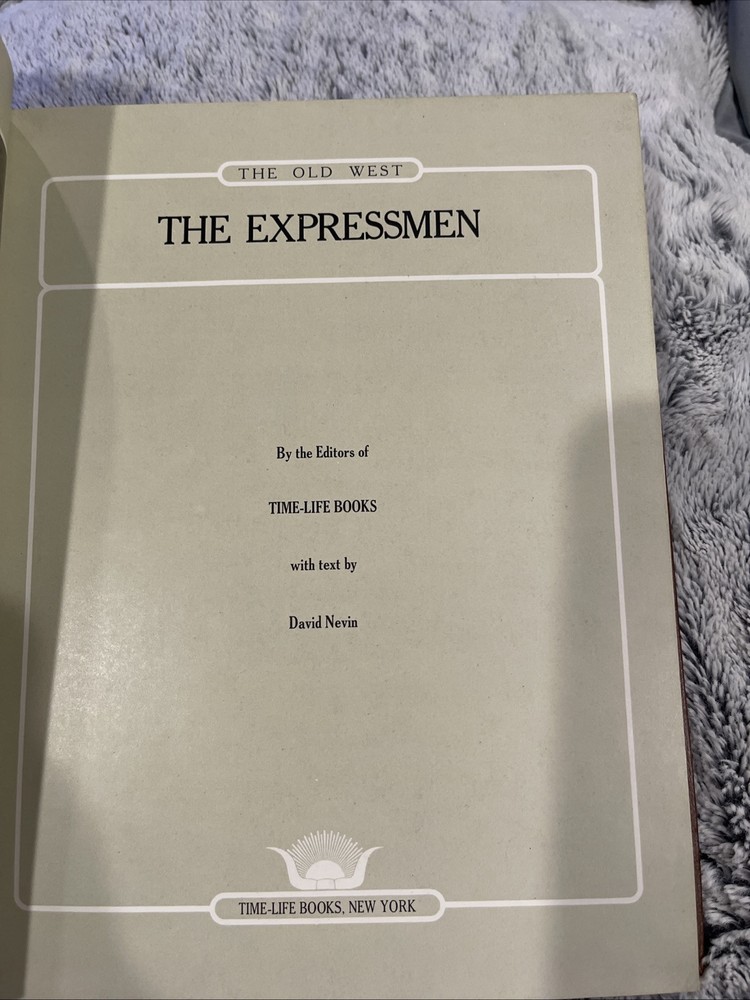 THE OLD WEST
THE EXPRESSMEN
By the Editors of
TIME-LIFE BOOKS
with text by
David Nevin
TIME-LIFE BOOKS, NEW YORK